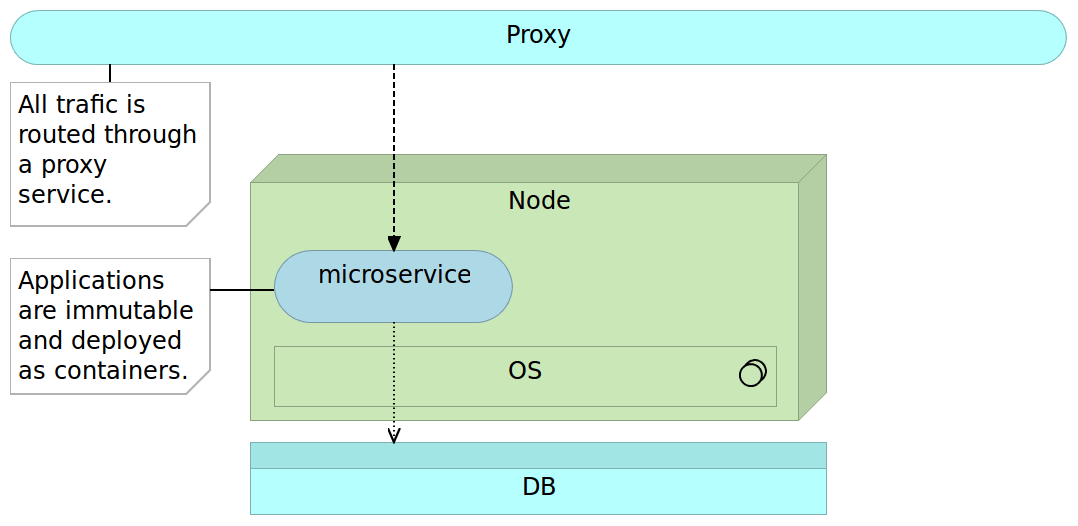 Proxy
All trafic is
routed through
a proxy
service.
Node
microservice
Applications
are immutable
and deployed
as containers.
OS
DB